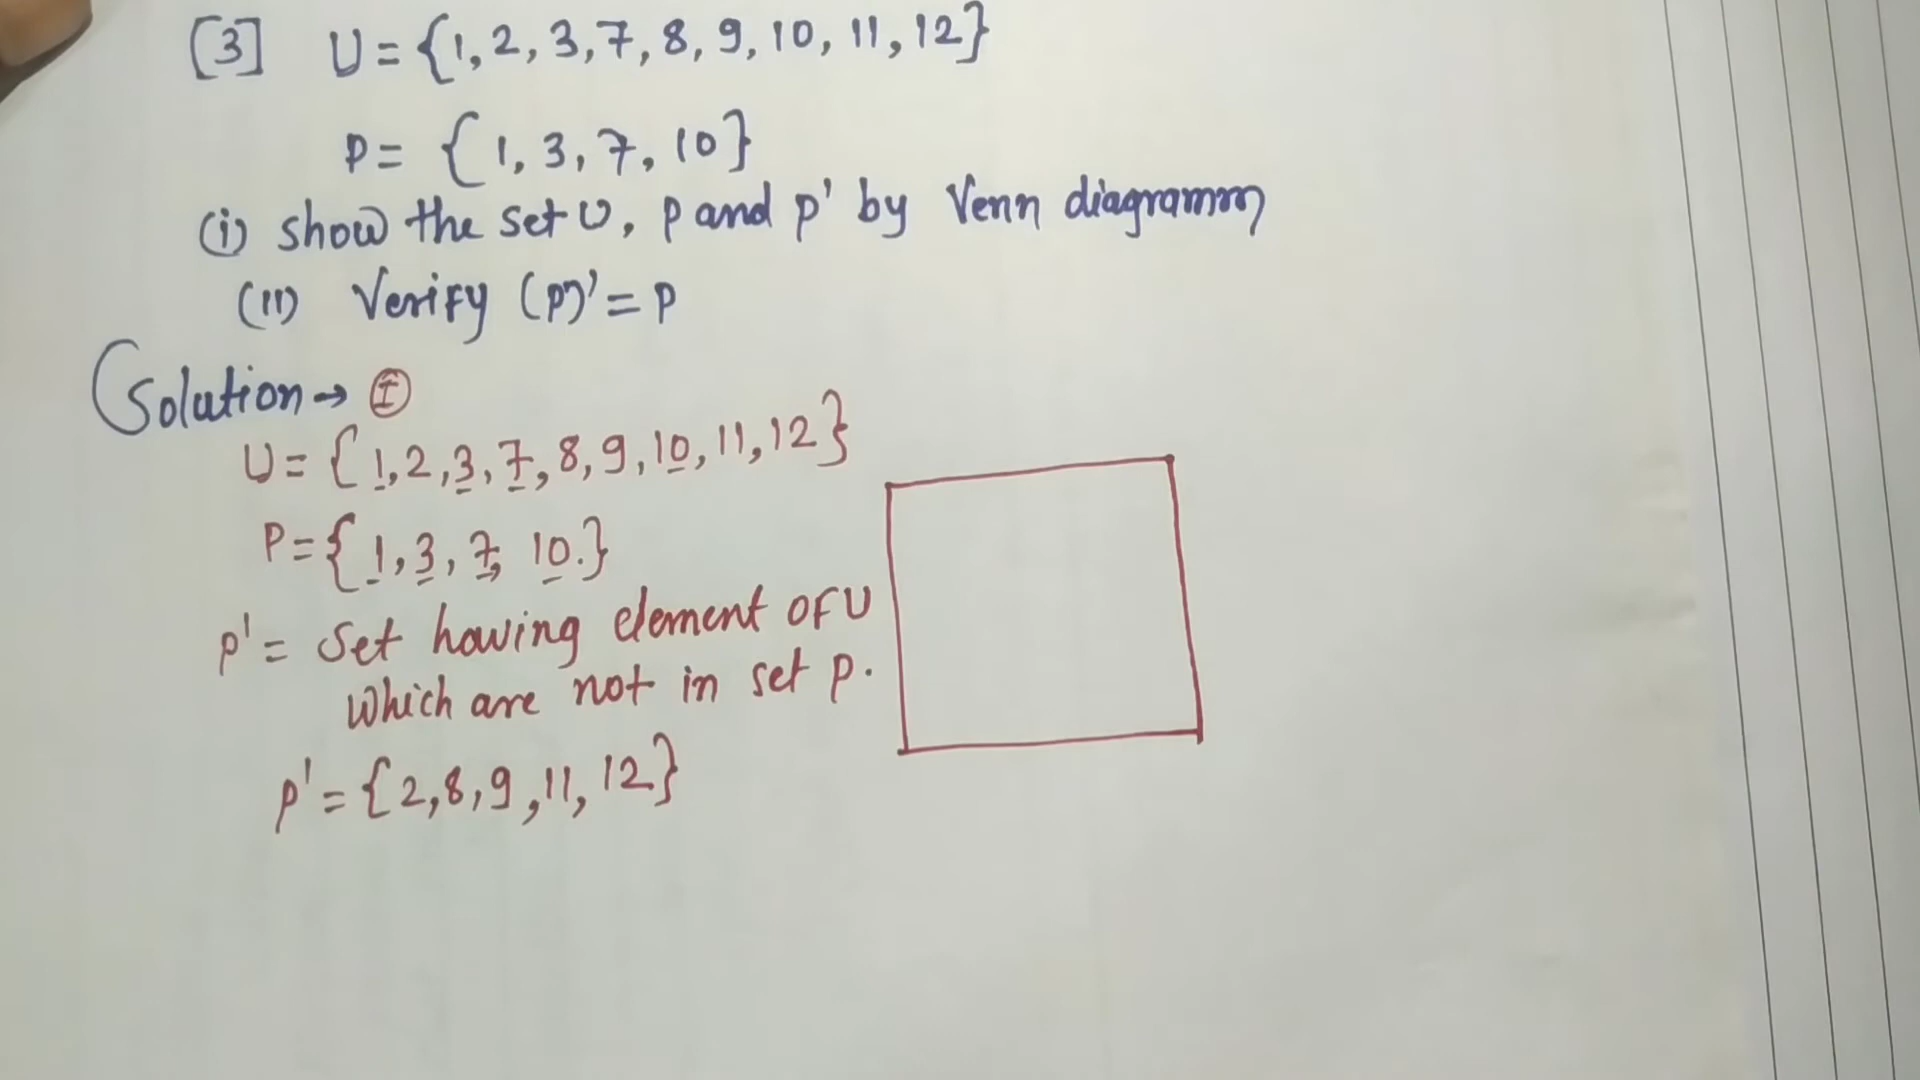 [3] U = {1, 2, 3, 7, 8, 9, 10, 11, 12}
P = {1, 3, 7, 10}
(i) show the set U, P and P' by Venn diagramm
(II) Verify (P')' = P
Solution → Ⓘ
U = {1, 2, 3, 7, 8, 9, 10, 11, 12}
P = {1, 3, 7, 10.}
P' = Set having element OF U
which are not in set P.
P' = {2, 8, 9, 11, 12}